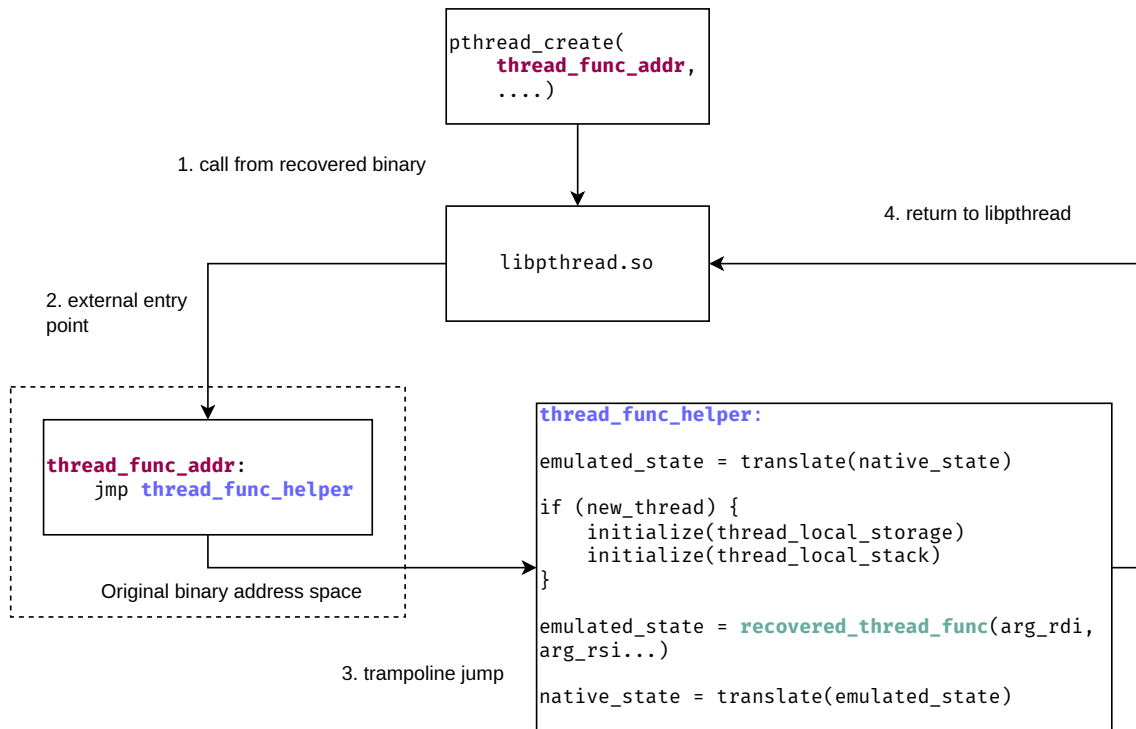 pthread_create(
    thread_func_addr,
    ....)
1. call from recovered binary
4. return to libpthread
libpthread.so
2. external entry
point
thread_func_addr:
    jmp thread_func_helper
Original binary address space
3. trampoline jump
thread_func_helper:
emulated_state = translate(native_state)
if (new_thread) {
    initialize(thread_local_storage)
    initialize(thread_local_stack)
}
emulated_state = recovered_thread_func(arg_rdi,
arg_rsi...)
native_state = translate(emulated_state)